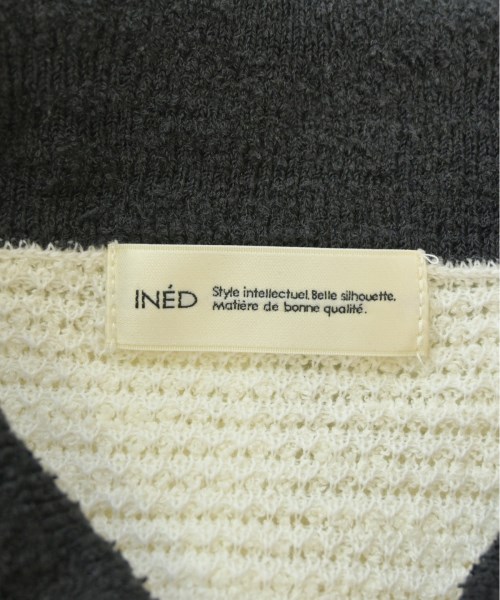 INÉD
Style intellectuel. Belle silhouette.
Matière de bonne qualité.